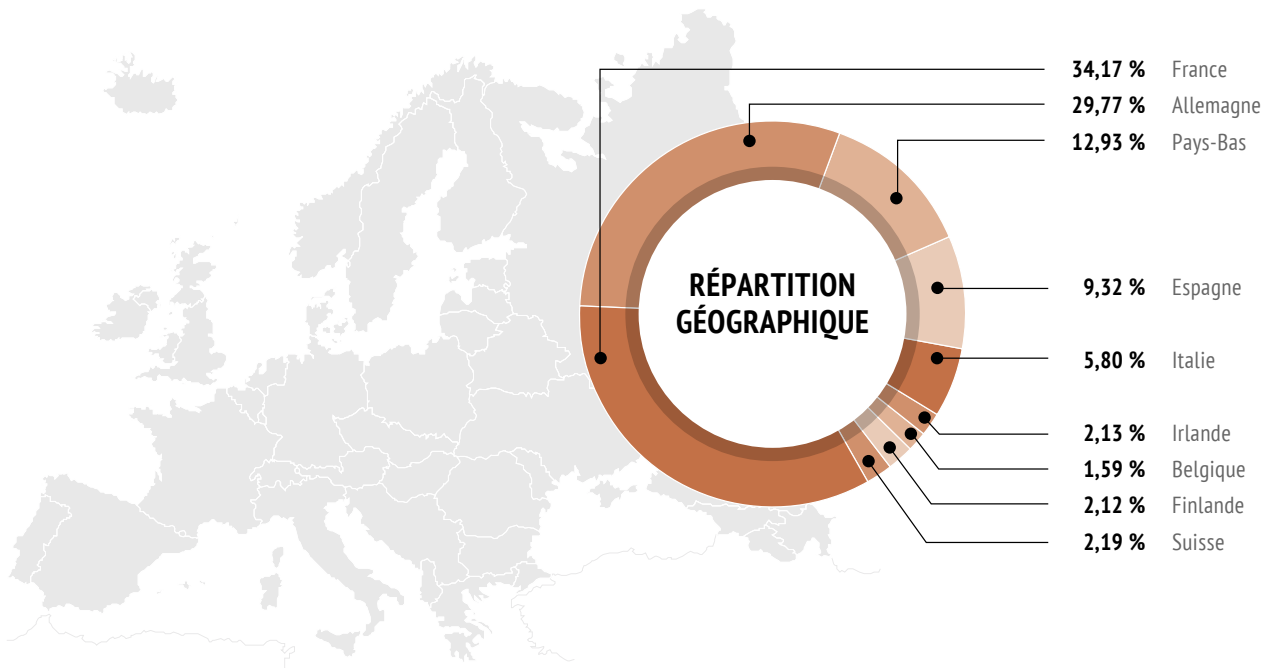 34,17 % France
29,77 % Allemagne
12,93 % Pays-Bas
RÉPARTITION
GÉOGRAPHIQUE
9,32 % Espagne
5,80 % Italie
2,13 % Irlande
1,59 % Belgique
2,12 % Finlande
2,19 % Suisse